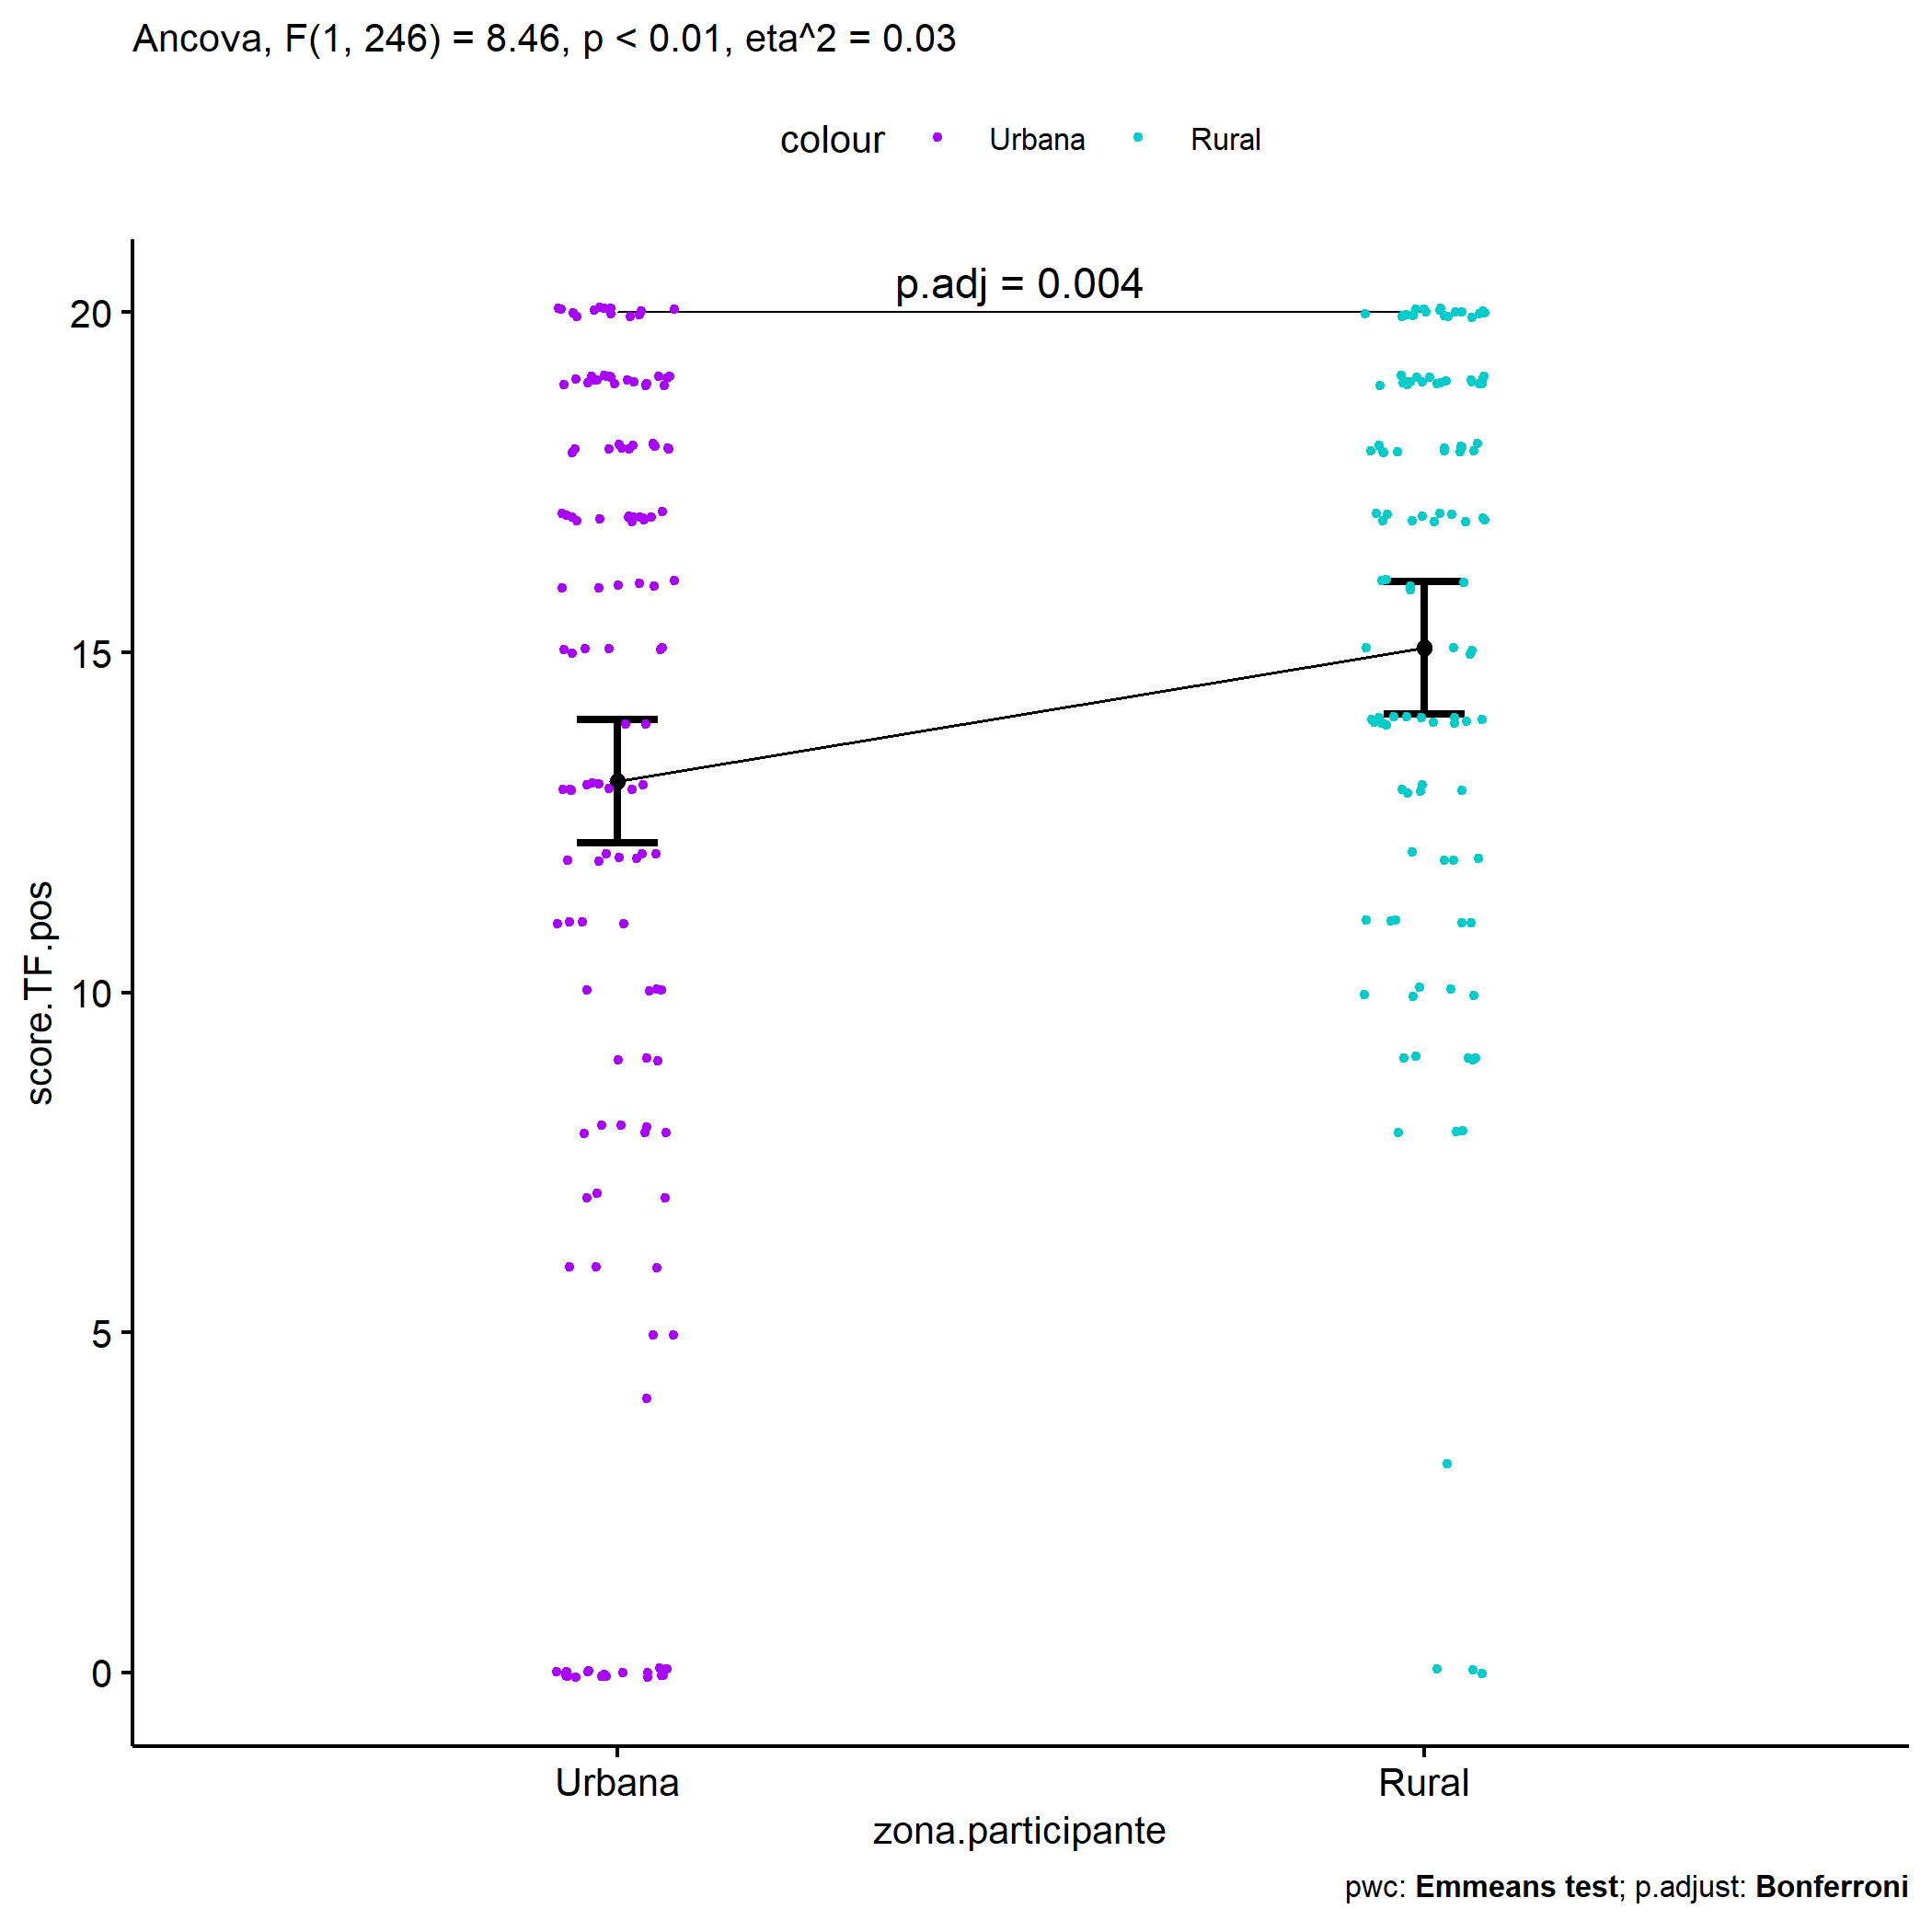 Ancova, F(1, 246) = 8.46, p < 0.01, eta^2 = 0.03
colour Urbana Rural
p.adj = 0.004
20
15
10
5
0
score.TF.pos
Urbana Rural
zona.participante
pwc: Emmeans test; p.adjust: Bonferroni